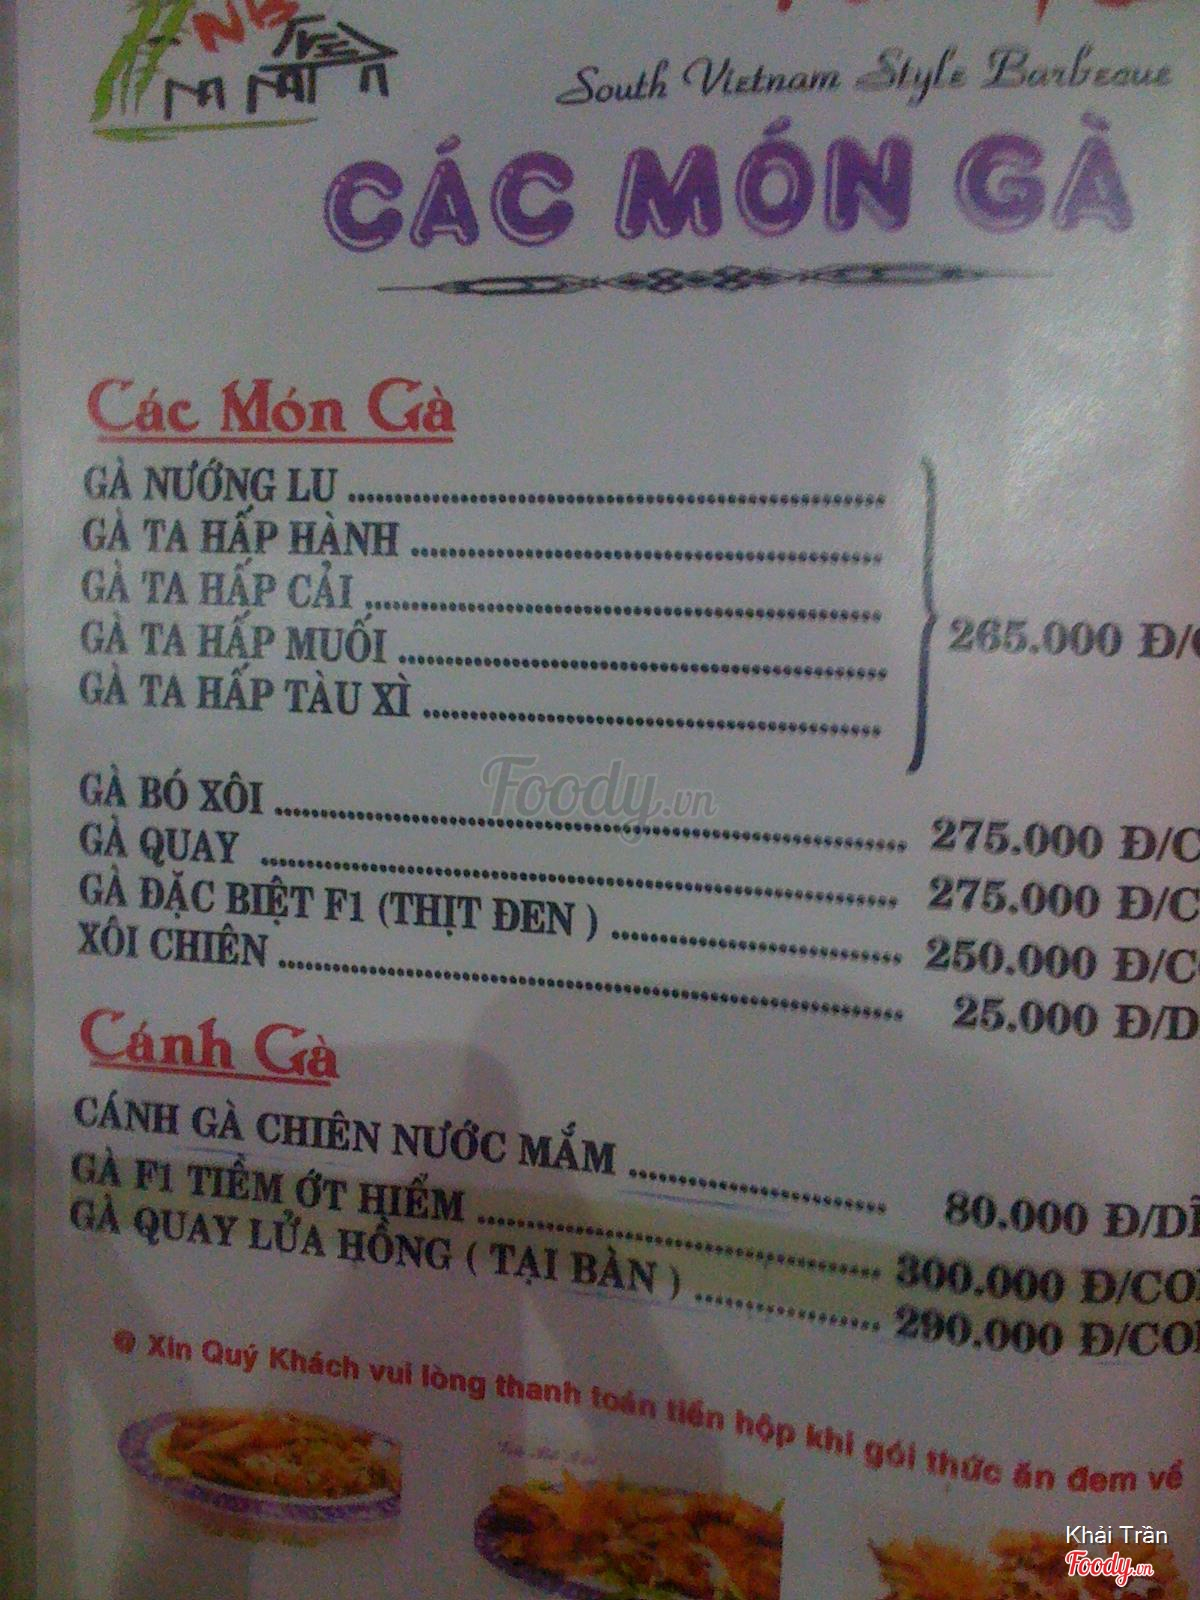 Tre
South Vietnam Style Barbecue
CÁC MÓN GÀ
Các Món Gà
GÀ NƯỚNG LU
GÀ TA HẤP HÀNH
GÀ TA HẤP CẢI
GÀ TA HẤP MUỐI
GÀ TA HẤP TÀU XÌ
265.000 Đ/
GÀ BÓ XÔI 275.000 Đ/C
GÀ QUAY 275.000 Đ/C
GÀ ĐẶC BIỆT F1 (THỊT ĐEN ) 250.000 Đ/C
XÔI CHIÊN 25.000 Đ/D
Foody.vn
Cánh Gà
CÁNH GÀ CHIÊN NƯỚC MẮM 80.000 Đ/DĨ
GÀ F1 TIỀM ỚT HIỂM 300.000 Đ/CO
GÀ QUAY LỬA HỒNG ( TẠI BÀN ) 290.000 Đ/CO
@ Xin Quý Khách vui lòng thanh toán tiền hộp khi gói thức ăn đem về
Khải Trần
Foody.vn